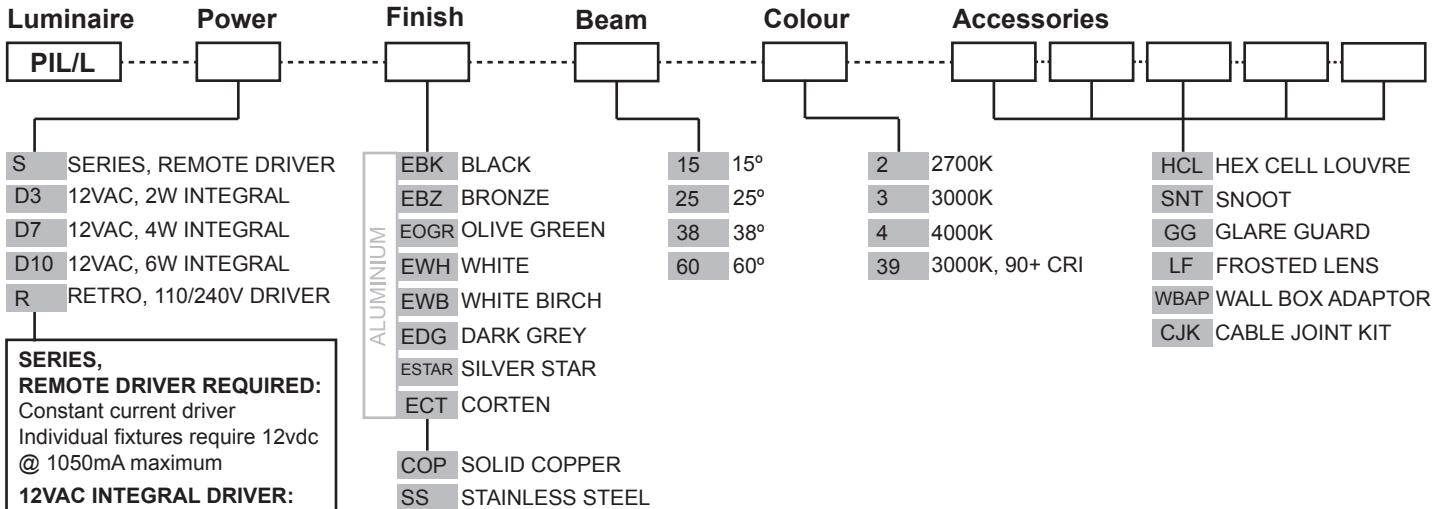 Luminaire Power Finish Beam Colour Accessories
PIL/L
S SERIES, REMOTE DRIVER
D3 12VAC, 2W INTEGRAL
D7 12VAC, 4W INTEGRAL
D10 12VAC, 6W INTEGRAL
R RETRO, 110/240V DRIVER
SERIES,
REMOTE DRIVER REQUIRED:
Constant current driver
Individual fixtures require 12vdc
@ 1050mA maximum
12VAC INTEGRAL DRIVER:
ALUMINIUM
EBK BLACK
EBZ BRONZE
EOGR OLIVE GREEN
EWH WHITE
EWB WHITE BIRCH
EDG DARK GREY
ESTAR SILVER STAR
ECT CORTEN
COP SOLID COPPER
SS STAINLESS STEEL
15 15º
25 25º
38 38º
60 60º
2 2700K
3 3000K
4 4000K
39 3000K, 90+ CRI
HCL HEX CELL LOUVRE
SNT SNOOT
GG GLARE GUARD
LF FROSTED LENS
WBAP WALL BOX ADAPTOR
CJK CABLE JOINT KIT